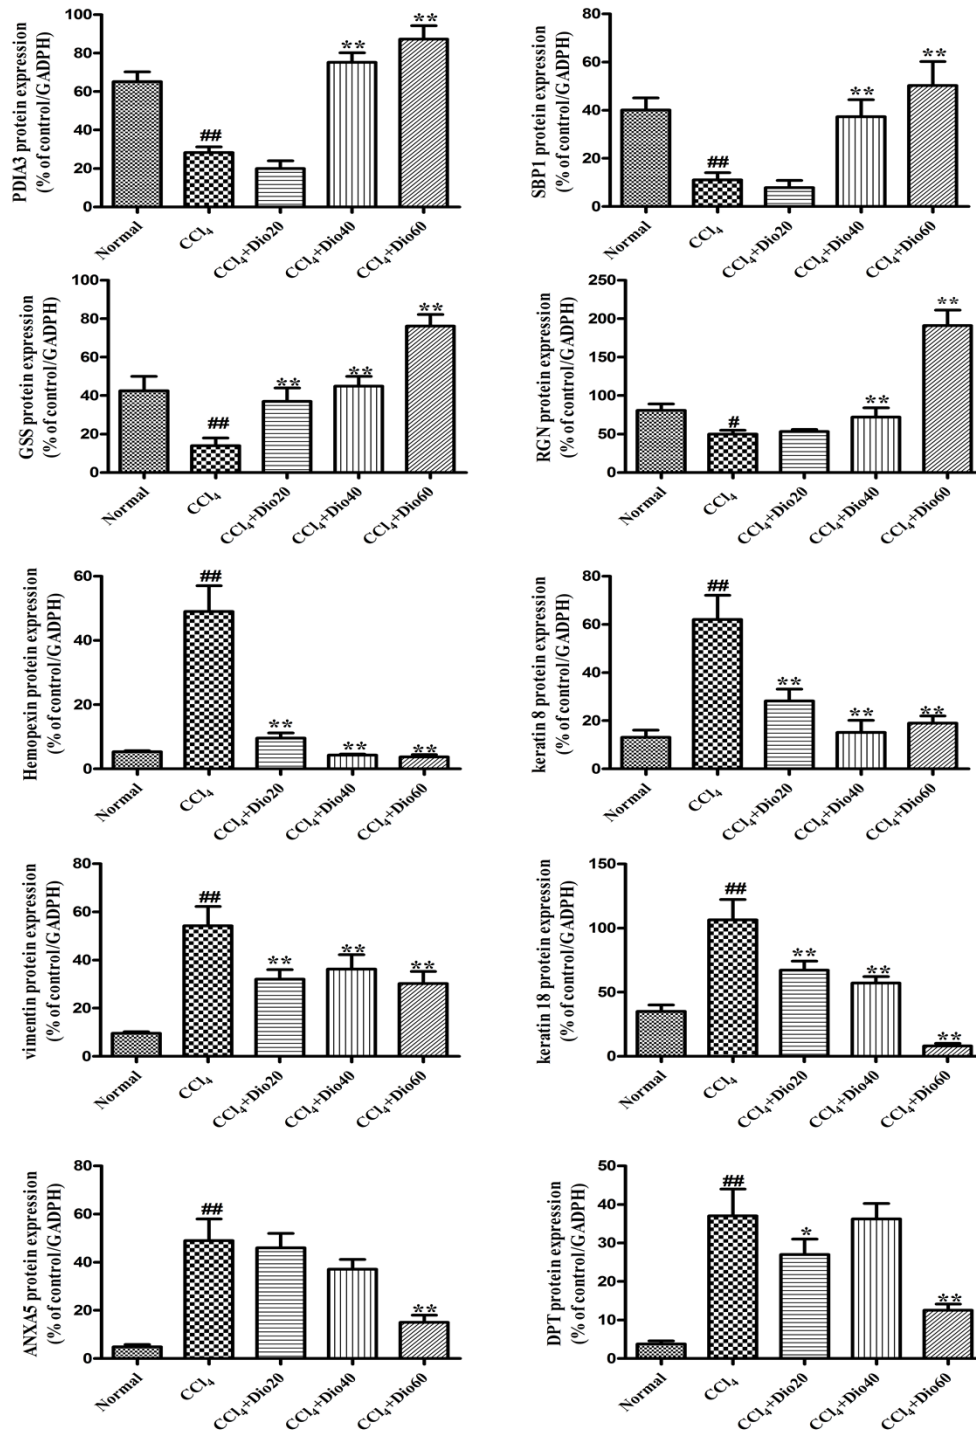 PDIA3 protein expression
(% of control/GADPH)
100
80
60
40
20
0
##
**
**
Normal
CCl₄
CCl₄+Dio20
CCl₄+Dio40
CCl₄+Dio60
SBP1 protein expression
(% of control/GADPH)
80
60
40
20
0
##
**
**
Normal
CCl₄
CCl₄+Dio20
CCl₄+Dio40
CCl₄+Dio60
GSS protein expression
(% of control/GADPH)
100
80
60
40
20
0
##
**
**
**
Normal
CCl₄
CCl₄+Dio20
CCl₄+Dio40
CCl₄+Dio60
RGN protein expression
(% of control/GADPH)
250
200
150
100
50
0
#
**
**
Normal
CCl₄
CCl₄+Dio20
CCl₄+Dio40
CCl₄+Dio60
Hemopexin protein expression
(% of control/GADPH)
60
40
20
0
##
**
**
**
Normal
CCl₄
CCl₄+Dio20
CCl₄+Dio40
CCl₄+Dio60
keratin 8 protein expression
(% of control/GADPH)
80
60
40
20
0
##
**
**
**
Normal
CCl₄
CCl₄+Dio20
CCl₄+Dio40
CCl₄+Dio60
vimentin protein expression
(% of control/GADPH)
80
60
40
20
0
##
**
**
**
Normal
CCl₄
CCl₄+Dio20
CCl₄+Dio40
CCl₄+Dio60
keratin 18 protein expression
(% of control/GADPH)
150
100
50
0
##
**
**
**
Normal
CCl₄
CCl₄+Dio20
CCl₄+Dio40
CCl₄+Dio60
ANXA5 protein expression
(% of control/GADPH)
80
60
40
20
0
##
**
Normal
CCl₄
CCl₄+Dio20
CCl₄+Dio40
CCl₄+Dio60
DPT protein expression
(% of control/GADPH)
50
40
30
20
10
0
##
*
**
Normal
CCl₄
CCl₄+Dio20
CCl₄+Dio40
CCl₄+Dio60